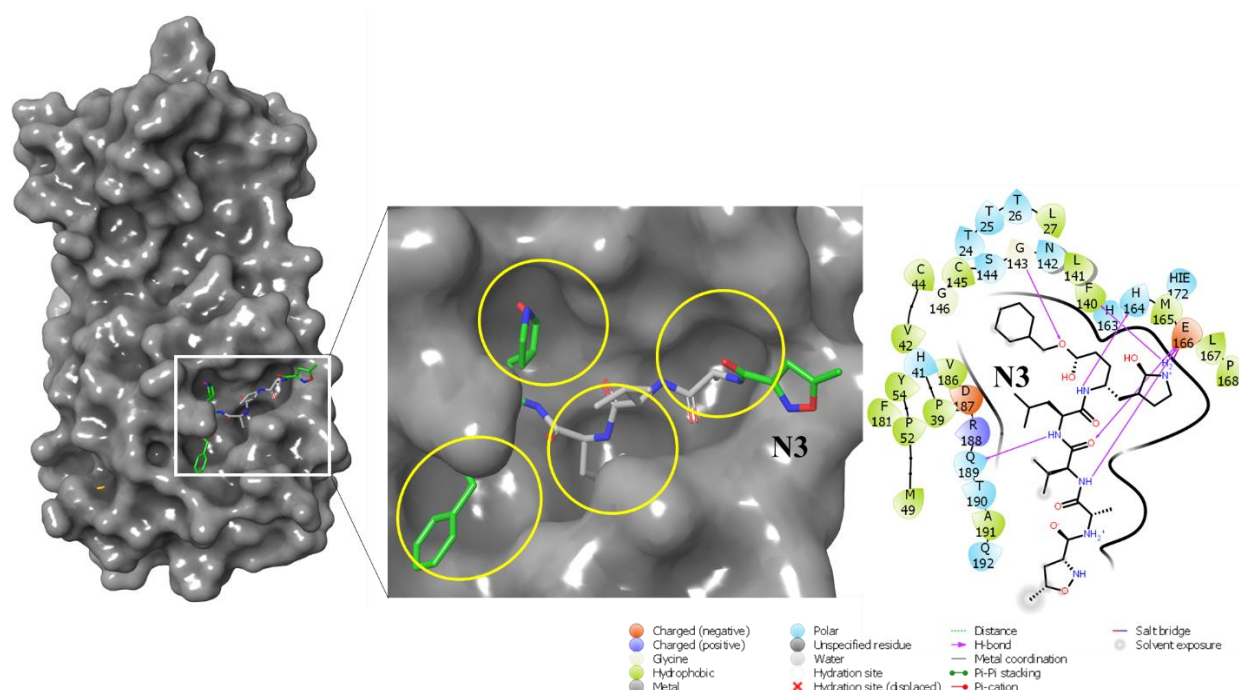 N3
T
26
T
25
L
27
T
24
G
143
N
142
S
144
L
141
C
44
C
145
G
146
F
140
H
163
H
164
HIE
172
M
165
E
166
L
167
P
168
V
42
H
41
V
186
Y
54
D
187
F
181
P
52
P
39
R
188
Q
189
M
49
T
190
A
191
Q
192
N3
O
OH
HO
H₂
N⁺
NH
O
HN
O
NH
O
O⁻
NH₂⁺
NH
O
Charged (negative)
Charged (positive)
Glycine
Hydrophobic
Metal
Polar
Unspecified residue
Water
Hydration site
Hydration site (displaced)
Distance
H-bond
Metal coordination
Pi-Pi stacking
Pi-cation
Salt bridge
Solvent exposure